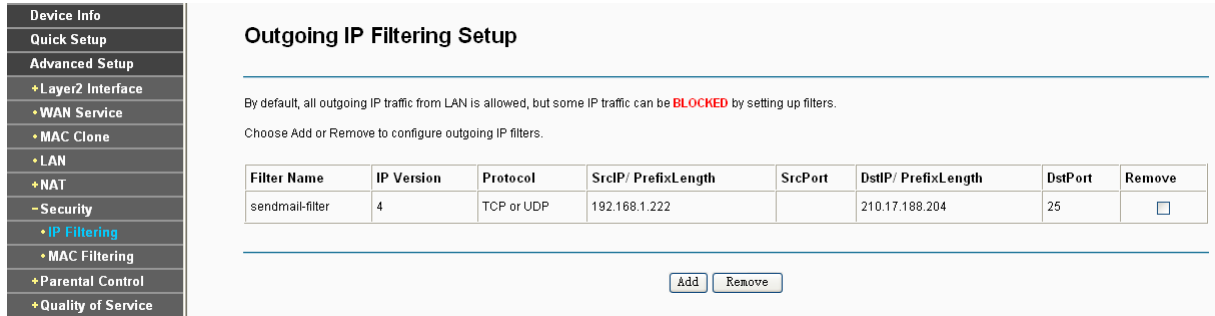 Device Info
Quick Setup
Advanced Setup
+Layer2 Interface
•WAN Service
•MAC Clone
•LAN
+NAT
-Security
•IP Filtering
•MAC Filtering
+Parental Control
+Quality of Service
Outgoing IP Filtering Setup
By default, all outgoing IP traffic from LAN is allowed, but some IP traffic can be BLOCKED by setting up filters.
Choose Add or Remove to configure outgoing IP filters.
Filter Name IP Version Protocol SrcIP/ PrefixLength SrcPort DstIP/ PrefixLength DstPort Remove
sendmail-filter 4 TCP or UDP 192.168.1.222 210.17.188.204 25
Add Remove